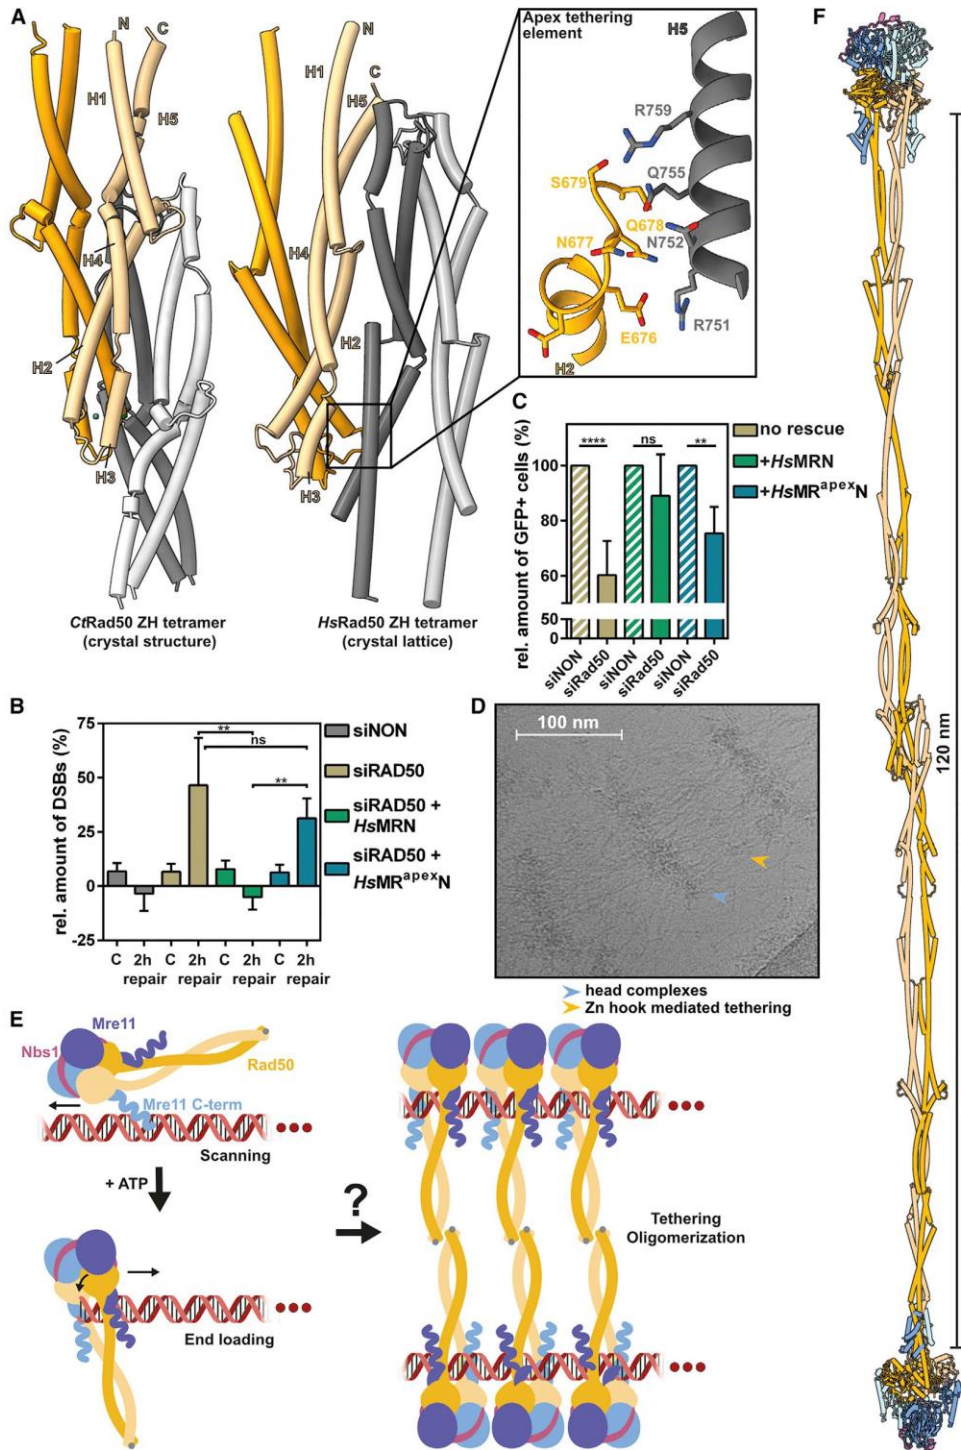 A
N
C
H1
H5
H4
H2
H3
CtRad50 ZH tetramer
(crystal structure)
N
H1
C
H5
H4
H2
H3
HsRad50 ZH tetramer
(crystal lattice)
Apex tethering
element
H5
R759
Q755
S679
Q678
N677
N752
E676
R751
H2
C
rel. amount of GFP+ cells (%)
100
80
60
50
0
****
ns
**
siNON
siRad50
siNON
siRad50
siNON
siRad50
no rescue
+HsMRN
+HsMRapexN
B
rel. amount of DSBs (%)
75
50
25
0
-25
**
ns
**
C 2h C 2h C 2h C 2h
repair repair repair repair
siNON
siRAD50
siRAD50 +
HsMRN
siRAD50 +
HsMRapexN
D
100 nm
head complexes
Zn hook mediated tethering
E
Mre11
Nbs1
Rad50
Mre11 C-term
Scanning
+ ATP
End loading
?
Tethering
Oligomerization
F
120 nm